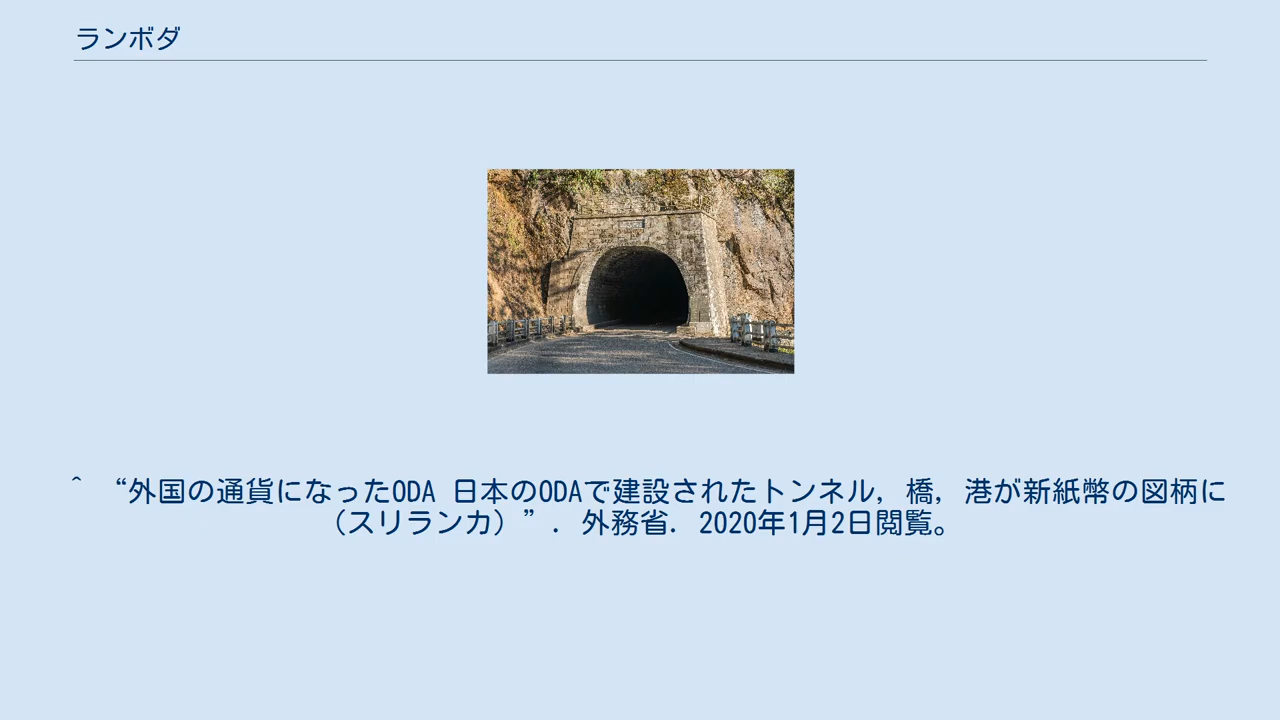 ランボダ
^ “外国の通貨になったODA 日本のODAで建設されたトンネル, 橋, 港が新紙幣の図柄に
(スリランカ)”. 外務省. 2020年1月2日閲覧。